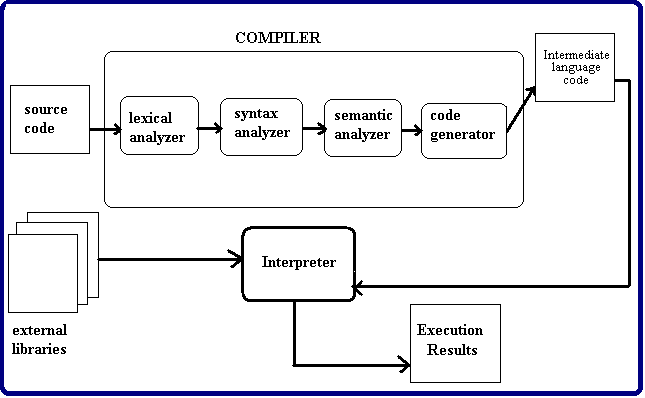 COMPILER
Intermediate
language
code
source
code
lexical
analyzer
syntax
analyzer
semantic
analyzer
code
generator
Interpreter
external
libraries
Execution
Results